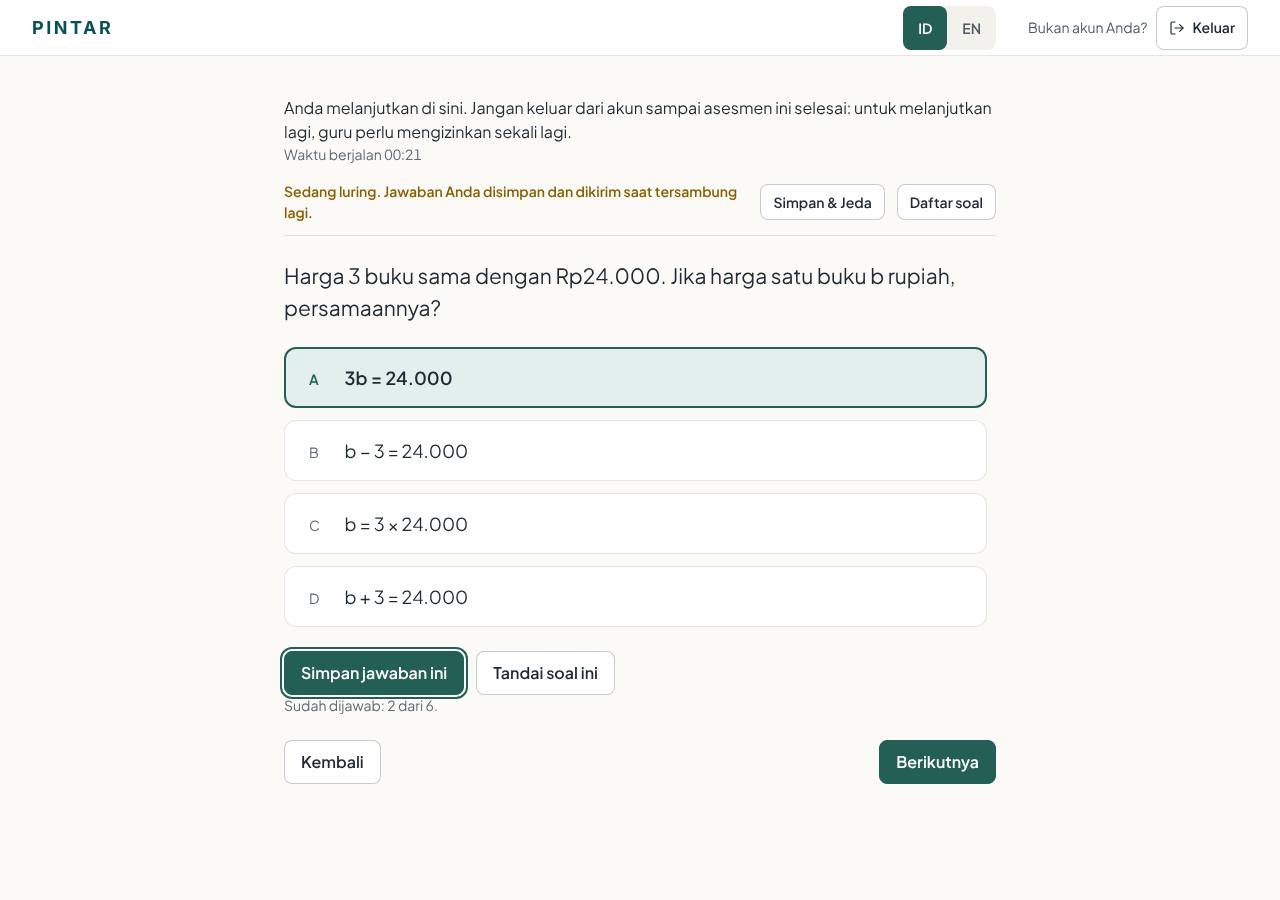 PINTAR
ID
EN
Bukan akun Anda?
Keluar
Anda melanjutkan di sini. Jangan keluar dari akun sampai asesmen ini selesai: untuk melanjutkan
lagi, guru perlu mengizinkan sekali lagi.
Waktu berjalan 00:21
Sedang luring. Jawaban Anda disimpan dan dikirim saat tersambung
lagi.
Simpan & Jeda
Daftar soal
Harga 3 buku sama dengan Rp24.000. Jika harga satu buku b rupiah,
persamaannya?
A 3b = 24.000
B b − 3 = 24.000
C b = 3 × 24.000
D b + 3 = 24.000
Simpan jawaban ini
Tandai soal ini
Sudah dijawab: 2 dari 6.
Kembali
Berikutnya